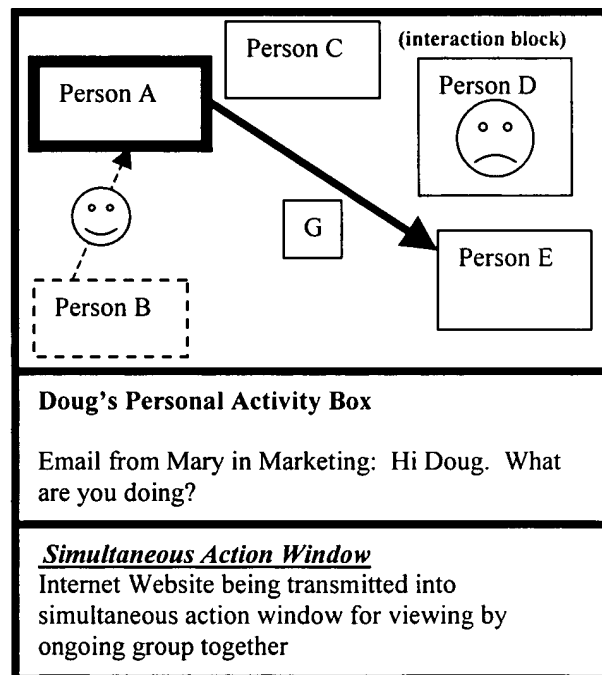 Person C
(interaction block)
Person A
Person D
G
Person E
Person B
Doug's Personal Activity Box
Email from Mary in Marketing: Hi Doug. What
are you doing?
Simultaneous Action Window
Internet Website being transmitted into
simultaneous action window for viewing by
ongoing group together